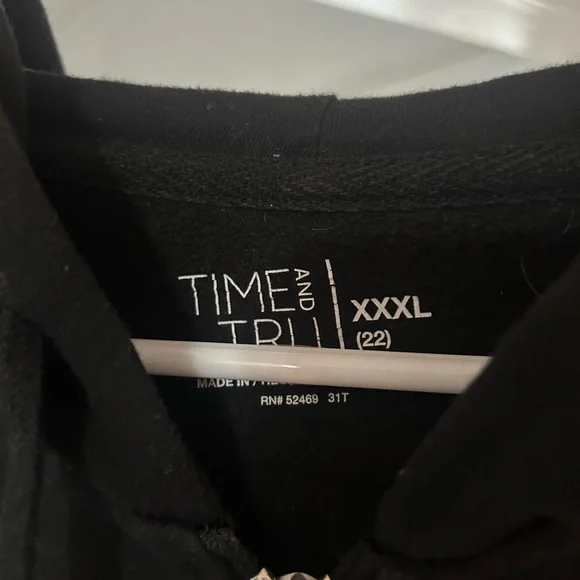 TIME AND
TRU
XXXL
(22)
MADE IN
RN# 52469 31T